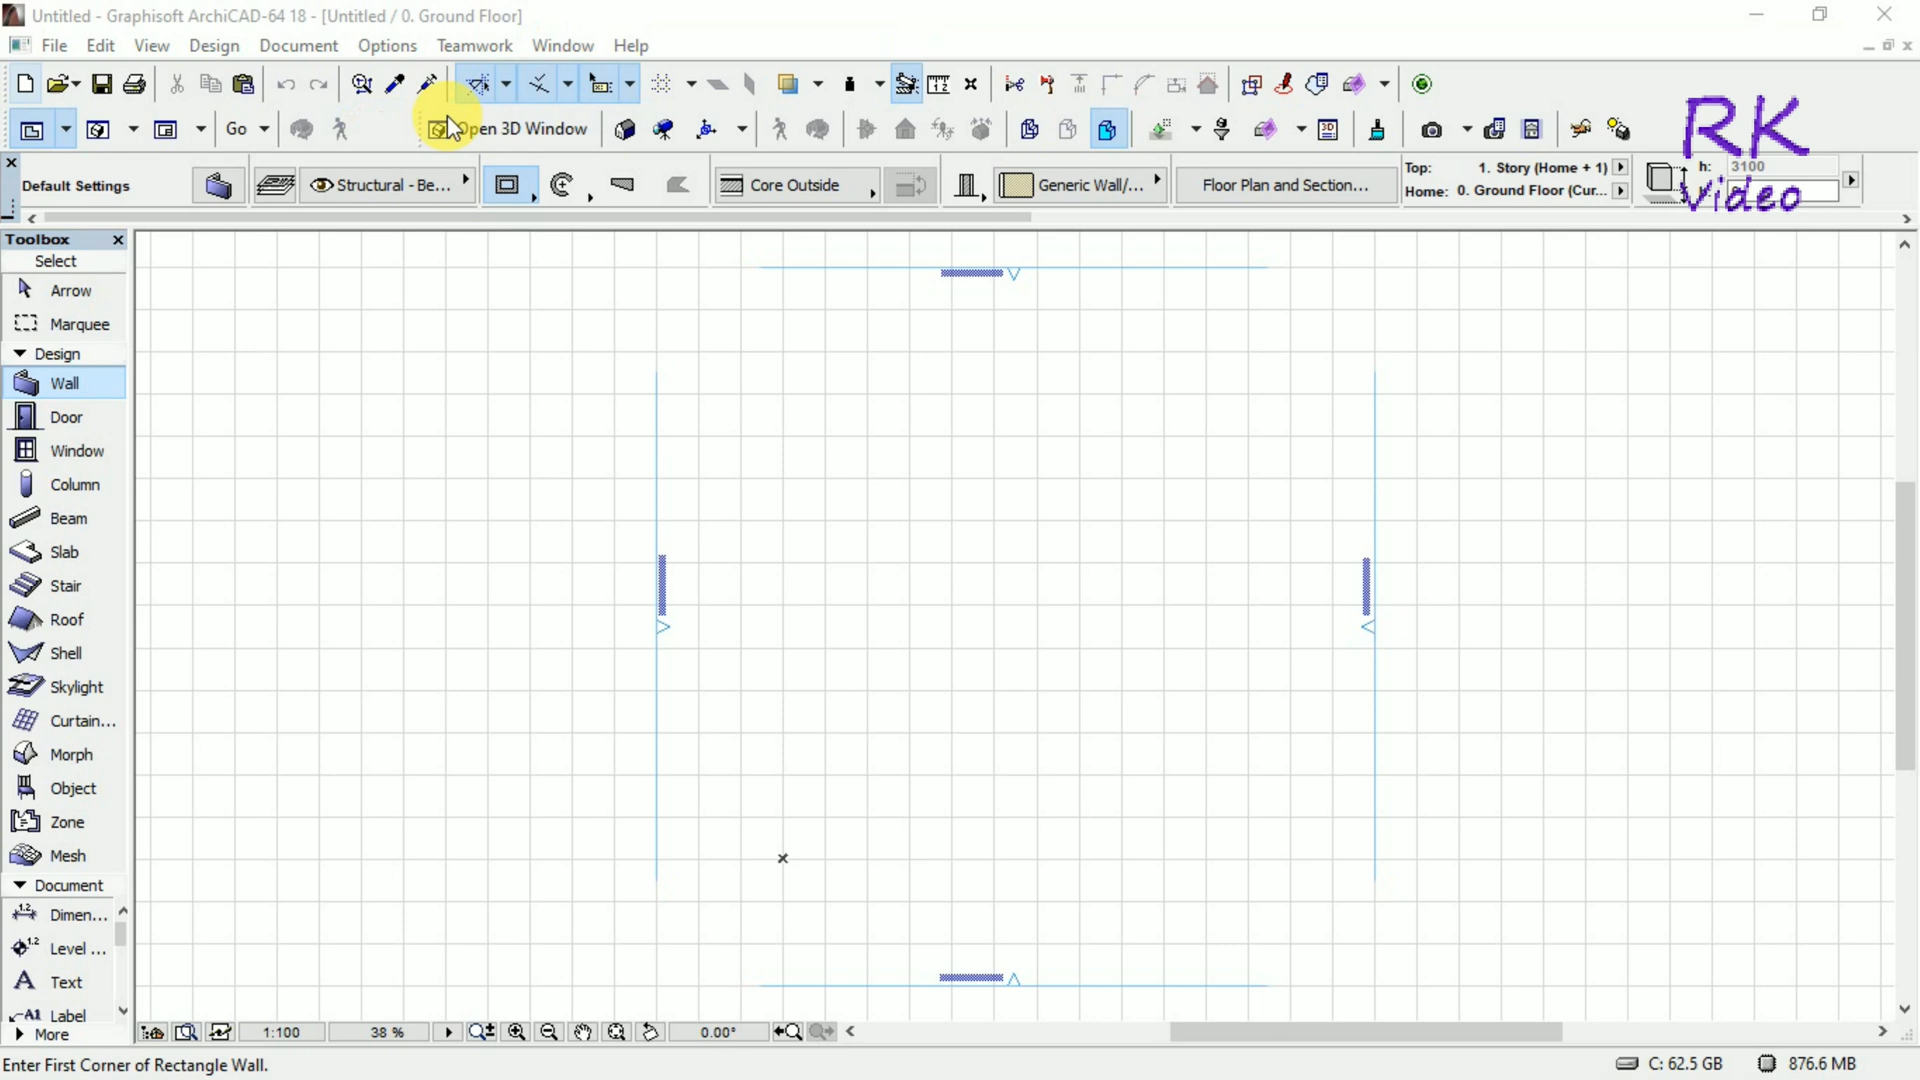 Untitled - Graphisoft ArchiCAD-64 18 - [Untitled / 0. Ground Floor]
File Edit View Design Document Options Teamwork Window Help
Go Open 3D Window
RK
Video
Default Settings
Structural - Be...
Core Outside
Generic Wall/...
Floor Plan and Section...
Top: 1. Story (Home + 1)
Home: 0. Ground Floor (Cur...
h: 3100
Toolbox
Select
Arrow
Marquee
Design
Wall
Door
Window
Column
Beam
Slab
Stair
Roof
Shell
Skylight
Curtain...
Morph
Object
Zone
Mesh
Document
Dimen...
Level ...
Text
Label
More
1:100 38 % 0.00°
Enter First Corner of Rectangle Wall.
C: 62.5 GB 876.6 MB